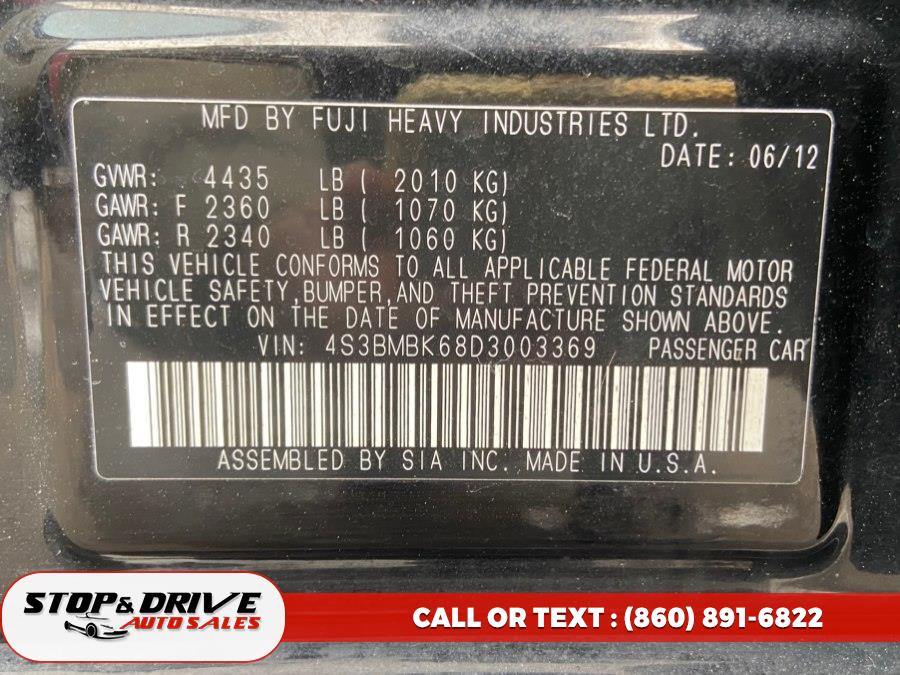 MFD BY FUJI HEAVY INDUSTRIES LTD.
DATE: 06/12
GVWR: 4435 LB ( 2010 KG)
GAWR: F 2360 LB ( 1070 KG)
GAWR: R 2340 LB ( 1060 KG)
THIS VEHICLE CONFORMS TO ALL APPLICABLE FEDERAL MOTOR
VEHICLE SAFETY,BUMPER,AND THEFT PREVENTION STANDARDS
IN EFFECT ON THE DATE OF MANUFACTURE SHOWN ABOVE.
VIN: 4S3BMBK68D3003369 PASSENGER CAR
ASSEMBLED BY SIA INC. MADE IN U.S.A.
STOP & DRIVE
AUTO SALES
CALL OR TEXT : (860) 891-6822